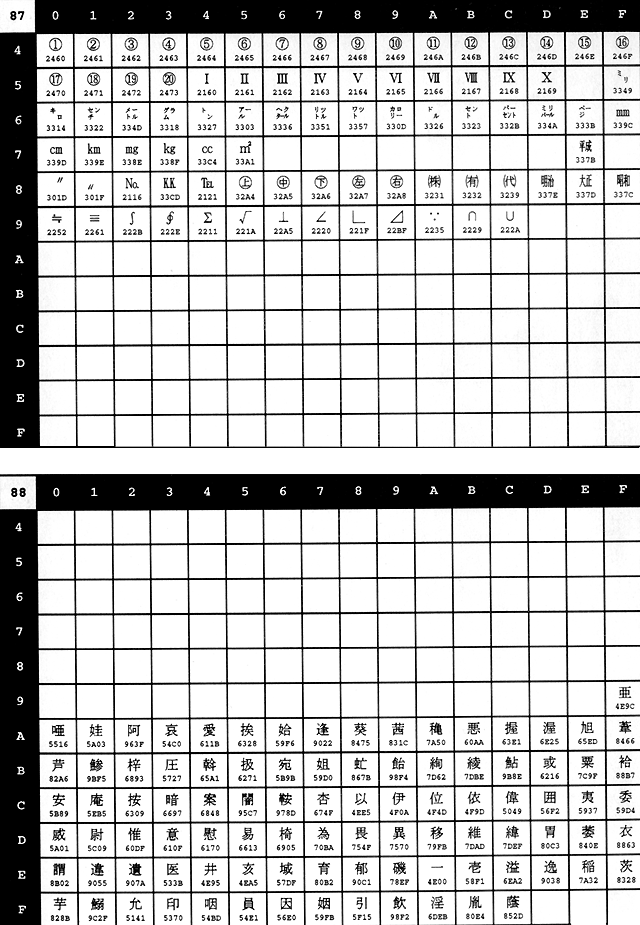 87 0 1 2 3 4 5 6 7 8 9 A B C D E F
4 ① ② ③ ④ ⑤ ⑥ ⑦ ⑧ ⑨ ⑩ ⑪ ⑫ ⑬ ⑭ ⑮ ⑯
2460 2461 2462 2463 2464 2465 2466 2467 2468 2469 246A 246B 246C 246D 246E 246F
5 ⑰ ⑱ ⑲ ⑳ Ⅰ Ⅱ Ⅲ Ⅳ Ⅴ Ⅵ Ⅶ Ⅷ Ⅸ Ⅹ ㍉
2470 2471 2472 2473 2160 2161 2162 2163 2164 2165 2166 2167 2168 2169 3349
6 ㌔ ㌢ ㍍ ㌘ ㌧ ㌃ ㌶ ㍑ ㍗ ㌍ ㌦ ㌣ ㌫ ㍊ ㌻ ㎜
3314 3322 334D 3318 3327 3303 3336 3351 3357 330D 3326 3323 332B 334A 333B 339C
7 ㎝ ㎞ ㎎ ㎏ ㏄ ㎡ ㍻
339D 339E 338E 338F 33C4 33A1 337B
8 〝 〟 № ㏍ ℡ ㊤ ㊥ ㊦ ㊧ ㊨ ㈱ ㈲ ㈹ ㍾ ㍽ ㍼
301D 301F 2116 33CD 2121 32A4 32A5 32A6 32A7 32A8 3231 3232 3239 337E 337D 337C
9 ≒ ≡ ∫ ∮ Σ √ ⊥ ∠ ∟ ⊿ ∵ ∩ ∪
2252 2261 222B 222E 2211 221A 22A5 2220 221F 22BF 2235 2229 222A
A
B
C
D
E
F
88 0 1 2 3 4 5 6 7 8 9 A B C D E F
4
5
6
7
8
9 亜
4E9C
A 唖 娃 阿 哀 愛 挨 姶 逢 葵 茜 穐 悪 握 渥 旭 葦
5516 5A03 963F 54C0 611B 6328 59F6 9022 8475 831C 7A50 60AA 63E1 6E25 65ED 8466
B 芦 鯵 梓 圧 斡 扱 宛 姐 虻 飴 絢 綾 鮎 或 粟 袷
82A6 9BF5 6893 5727 65A1 6271 5B9B 59D0 867B 98F4 7D62 7DBE 9B8E 6216 7C9F 88B7
C 安 庵 按 暗 案 闇 鞍 杏 以 伊 位 依 偉 囲 夷 委
5B89 5EB5 6309 6697 6848 95C7 978D 674F 4EE5 4F0A 4F4D 4F9D 5049 56F2 5937 59D4
D 威 尉 惟 意 慰 易 椅 為 畏 異 移 維 緯 胃 萎 衣
5A01 5C09 60DF 610F 6170 6613 6905 70BA 754F 7570 79FB 7DAD 7DEF 80C3 840E 8863
E 謂 違 遺 医 井 亥 域 育 郁 磯 一 壱 溢 逸 稲 茨
8B02 9055 907A 533B 4E95 4EA5 57DF 80B2 90C1 78EF 4E00 58F1 6EA2 9038 7A32 8328
F 芋 鰯 允 印 咽 員 因 姻 引 飲 淫 胤 蔭
828B 9C2F 5141 5370 54BD 54E1 56E0 59FB 5F15 98F2 6DEB 80E4 852D